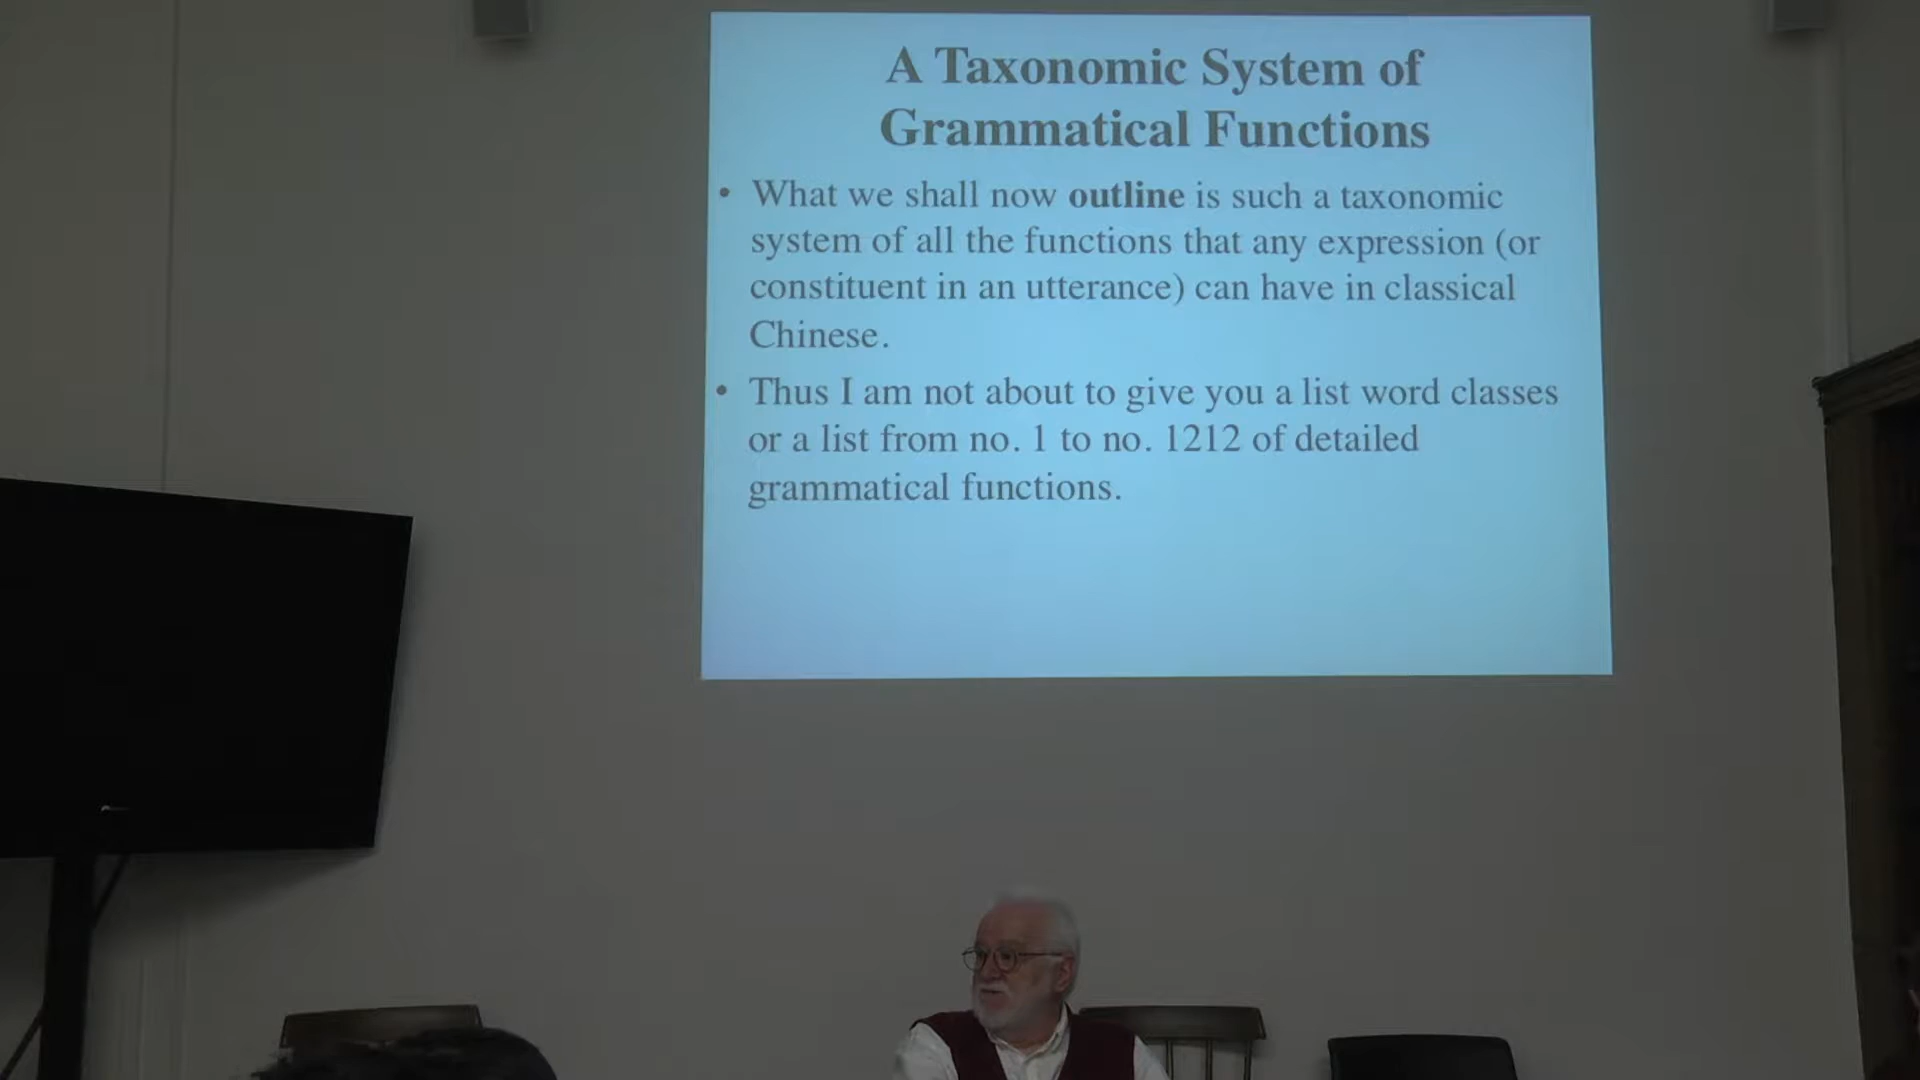 A Taxonomic System of
Grammatical Functions
• What we shall now outline is such a taxonomic
system of all the functions that any expression (or
constituent in an utterance) can have in classical
Chinese.
• Thus I am not about to give you a list word classes
or a list from no. 1 to no. 1212 of detailed
grammatical functions.